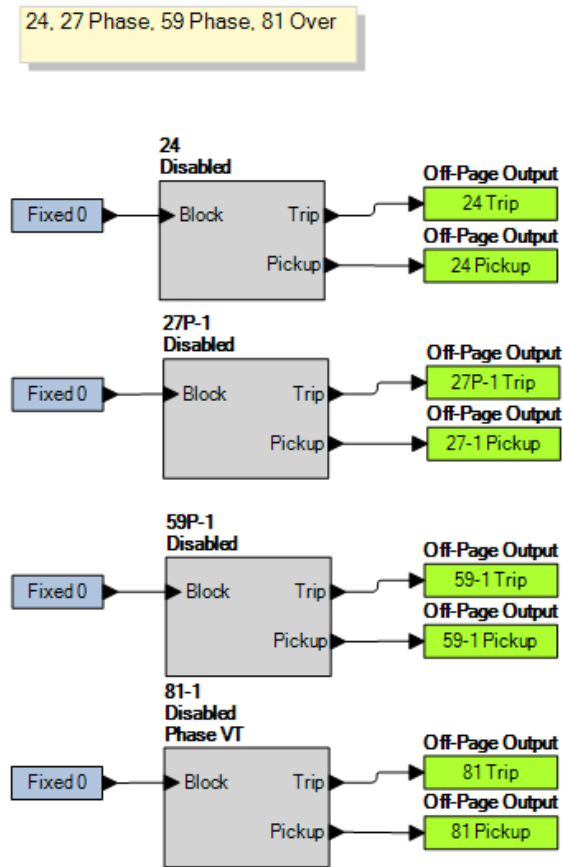 24, 27 Phase, 59 Phase, 81 Over
24
Disabled
Off-Page Output
Fixed 0
Block
Trip
24 Trip
Off-Page Output
Pickup
24 Pickup
27P-1
Disabled
Off-Page Output
Fixed 0
Block
Trip
27P-1 Trip
Off-Page Output
Pickup
27-1 Pickup
59P-1
Disabled
Off-Page Output
Fixed 0
Block
Trip
59-1 Trip
Off-Page Output
Pickup
59-1 Pickup
81-1
Disabled
Phase VT
Off-Page Output
Fixed 0
Block
Trip
81 Trip
Off-Page Output
Pickup
81 Pickup